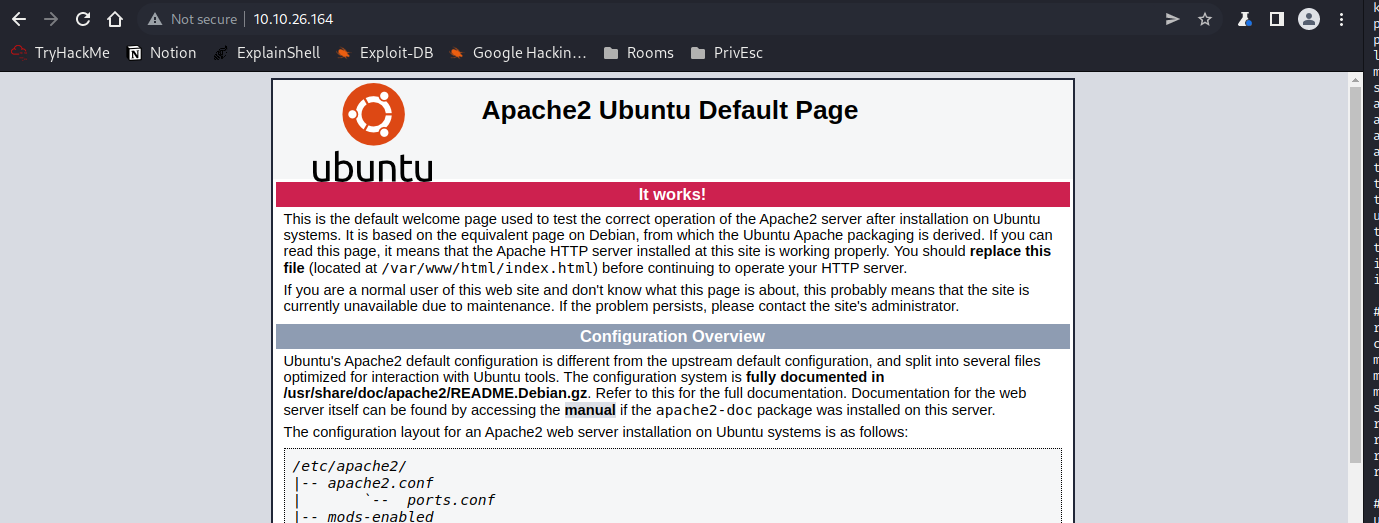 Not secure | 10.10.26.164
TryHackMe Notion ExplainShell Exploit-DB Google Hackin... Rooms PrivEsc
ubuntu
Apache2 Ubuntu Default Page
It works!
This is the default welcome page used to test the correct operation of the Apache2 server after installation on Ubuntu
systems. It is based on the equivalent page on Debian, from which the Ubuntu Apache packaging is derived. If you can
read this page, it means that the Apache HTTP server installed at this site is working properly. You should replace this
file (located at /var/www/html/index.html) before continuing to operate your HTTP server.
If you are a normal user of this web site and don't know what this page is about, this probably means that the site is
currently unavailable due to maintenance. If the problem persists, please contact the site's administrator.
Configuration Overview
Ubuntu's Apache2 default configuration is different from the upstream default configuration, and split into several files
optimized for interaction with Ubuntu tools. The configuration system is fully documented in
/usr/share/doc/apache2/README.Debian.gz. Refer to this for the full documentation. Documentation for the web
server itself can be found by accessing the manual if the apache2-doc package was installed on this server.
The configuration layout for an Apache2 web server installation on Ubuntu systems is as follows:
/etc/apache2/
|-- apache2.conf
|       `--  ports.conf
|-- mods-enabled